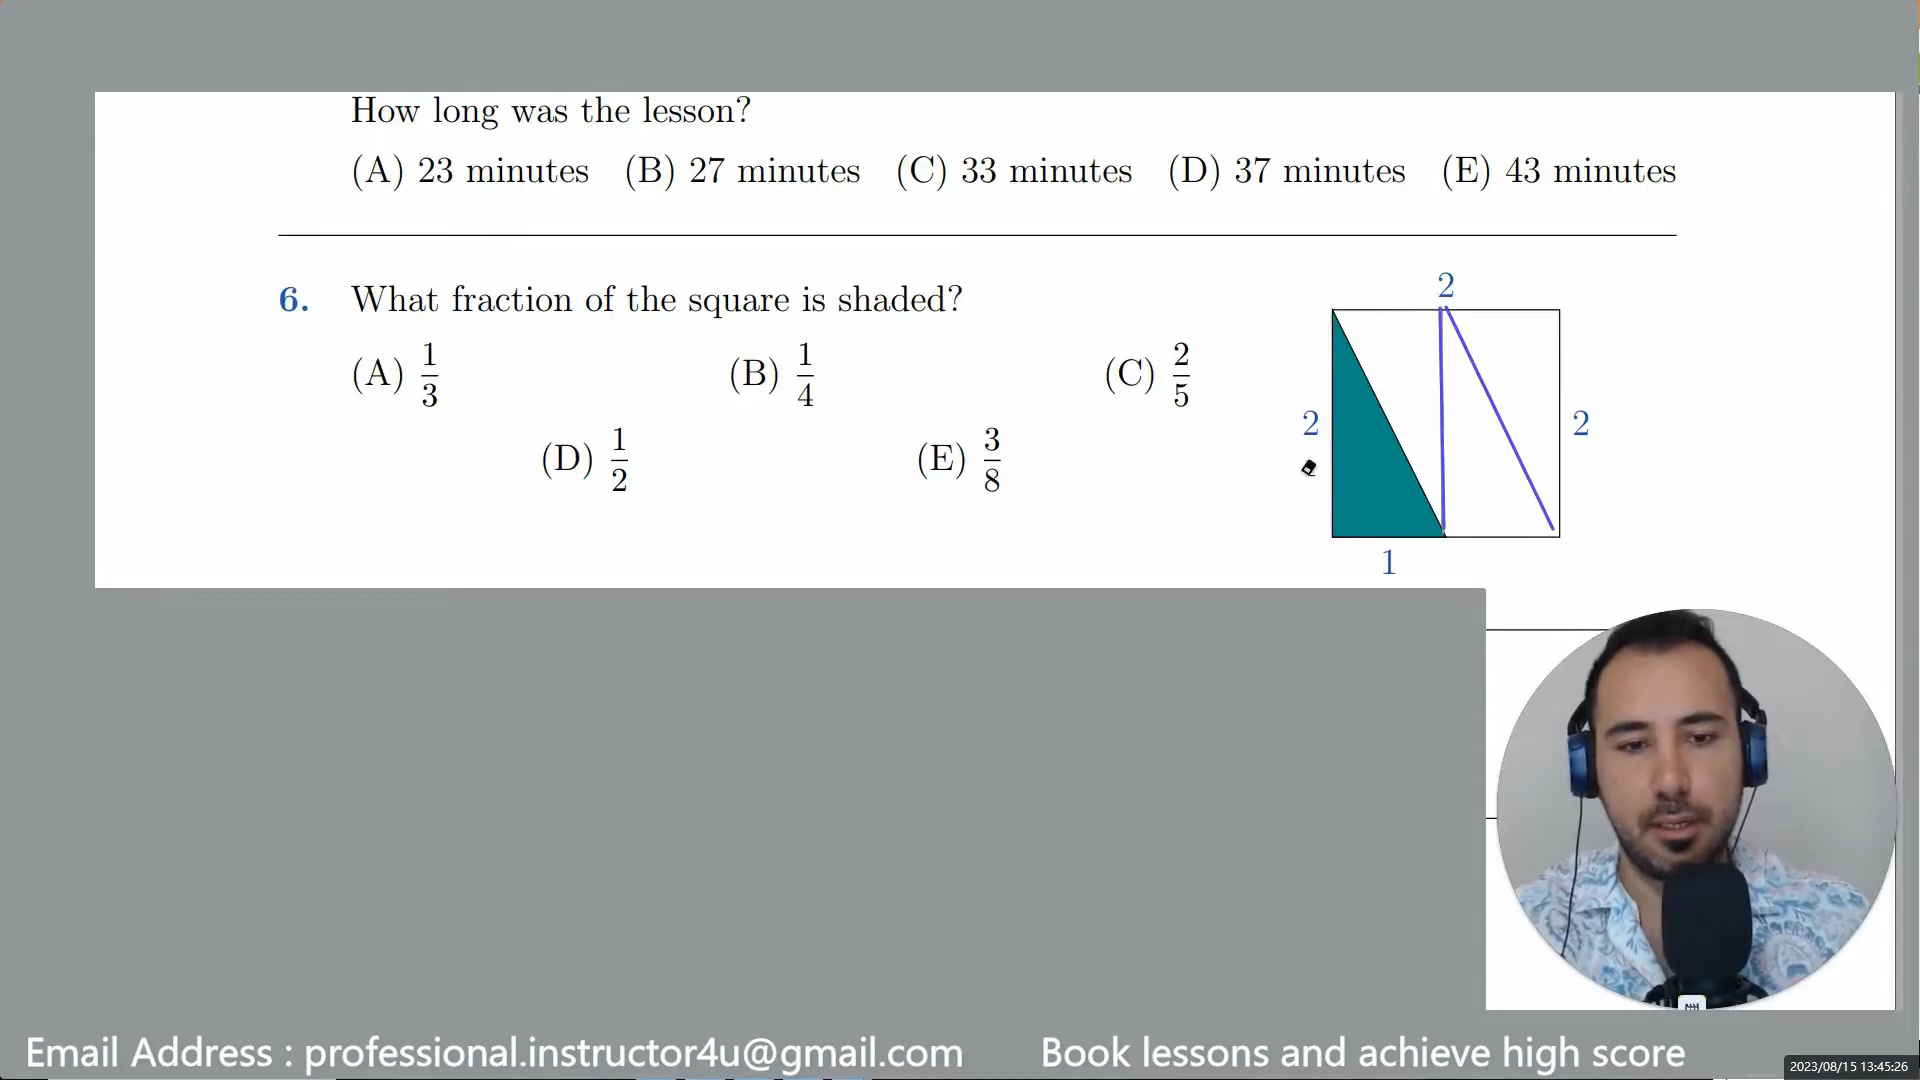 How long was the lesson?
(A) 23 minutes (B) 27 minutes (C) 33 minutes (D) 37 minutes (E) 43 minutes
6. What fraction of the square is shaded?
(A) 1/3 (B) 1/4 (C) 2/5
(D) 1/2 (E) 3/8
2
2
2
1
Email Address : professional.instructor4u@gmail.com Book lessons and achieve high score
2023/08/15 13:45:26